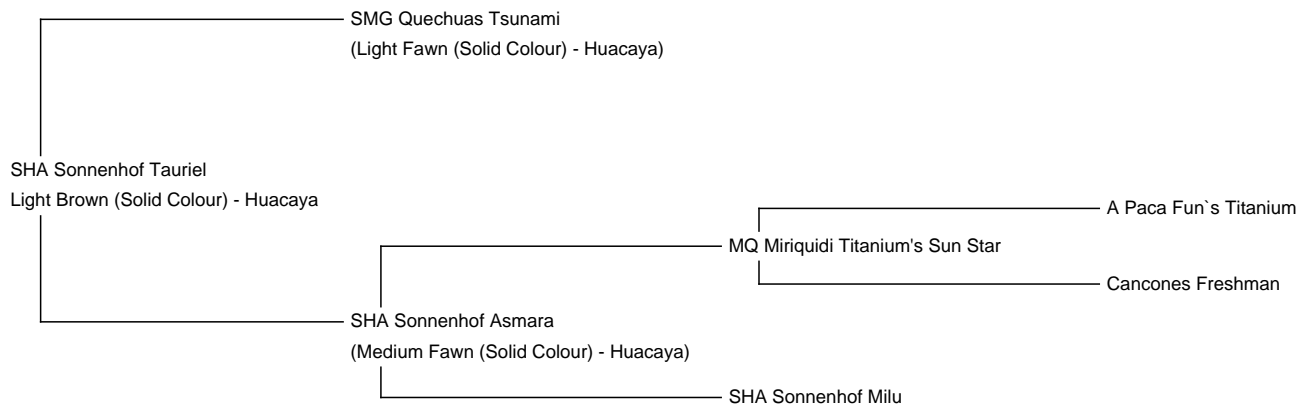 SMG Quechuas Tsunami
(Light Fawn (Solid Colour) - Huacaya)
SHA Sonnenhof Tauriel
Light Brown (Solid Colour) - Huacaya
A Paca Fun`s Titanium
MQ Miriquidi Titanium's Sun Star
Cancones Freshman
SHA Sonnenhof Asmara
(Medium Fawn (Solid Colour) - Huacaya)
SHA Sonnenhof Milu